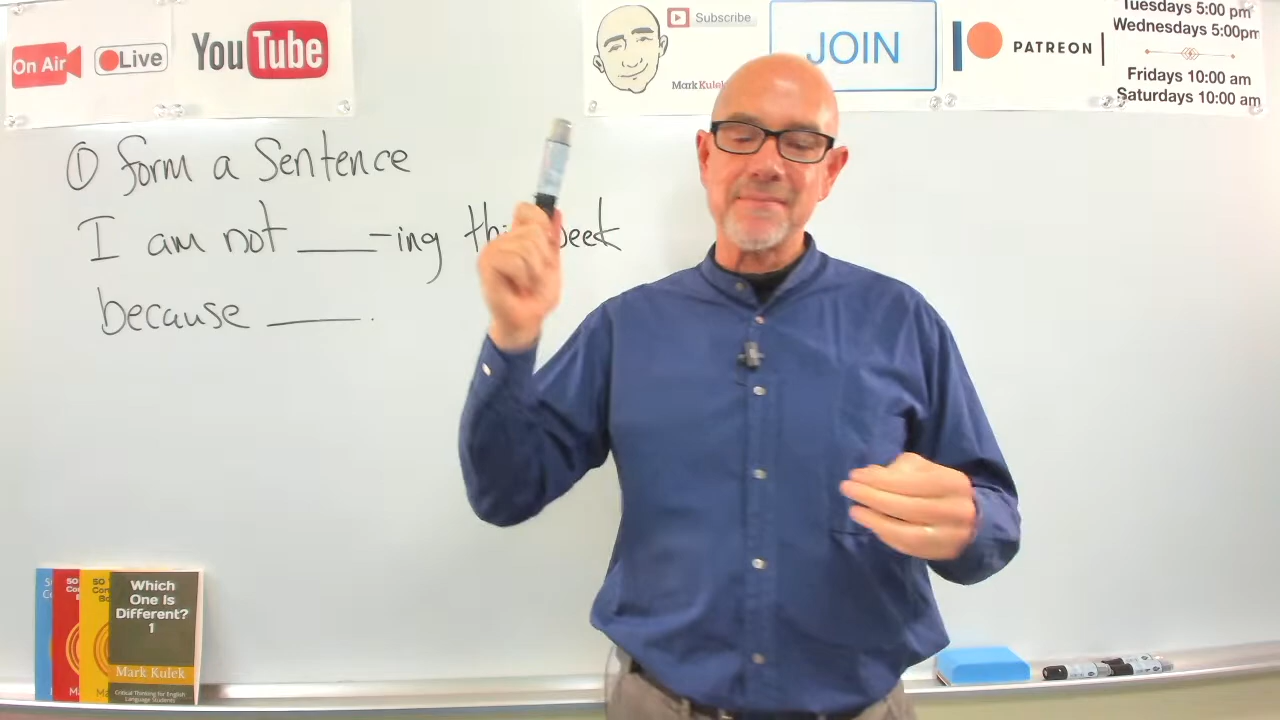 On Air
Live
YouTube
Subscribe
Mark Kulek
JOIN
PATREON
Tuesdays 5:00 pm
Wednesdays 5:00pm
Fridays 10:00 am
Saturdays 10:00 am
① Form a Sentence
I am not ____-ing this week
because ____.
Which
One Is
Different?
1
Mark Kulek
Critical Thinking for English
Language Students